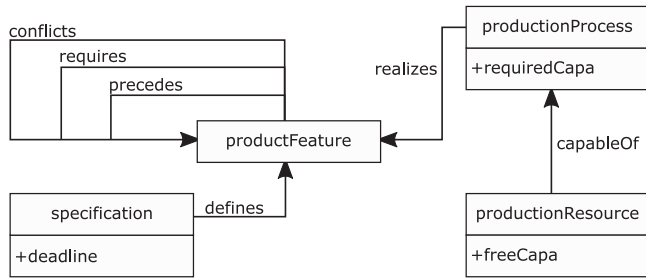 conflicts
requires
precedes
productFeature
realizes
productionProcess
+requiredCapa
capableOf
specification
+deadline
defines
productionResource
+freeCapa